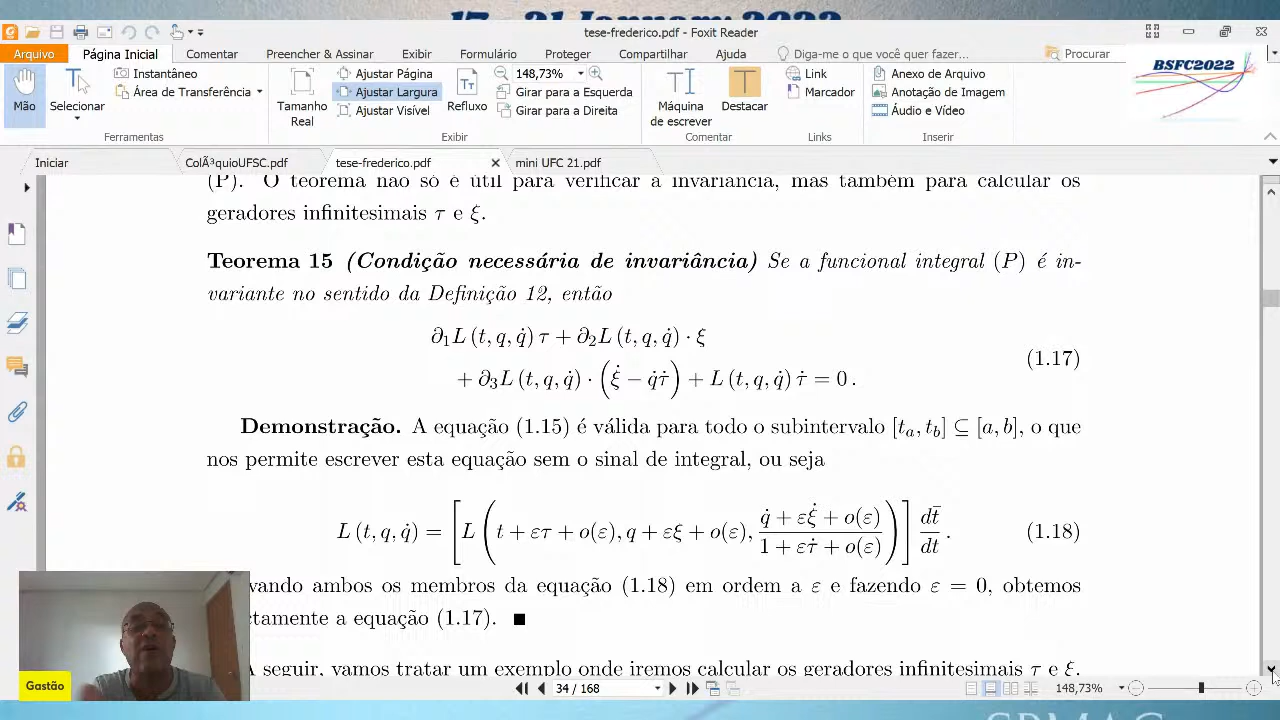 17 - 21 January 2022
tese-frederico.pdf - Foxit Reader
Arquivo Página Inicial Comentar Preencher & Assinar Exibir Formulário Proteger Compartilhar Diga-me o que você quer fazer... Procurar
BSFC2022
Mão Selecionar Instantâneo Área de Transferência
Ferramentas
Tamanho Real Ajustar Página Ajustar Largura Ajustar Visível Refluxo 148,73% Girar para a Esquerda Girar para a Direita
Exibir
Máquina de escrever Destacar
Comentar
Link Marcador
Links
Anexo de Arquivo Anotação de Imagem Áudio e Vídeo
Inserir
Iniciar ColÃ³quioUFSC.pdf tese-frederico.pdf mini UFC 21.pdf
(P). O teorema não só é útil para verificar a invariância, mas também para calcular os
geradores infinitesimais τ e ξ.
Teorema 15 (Condição necessária de invariância) Se a funcional integral (P) é in-
variante no sentido da Definição 12, então
∂₁L (t, q, q̇) τ + ∂₂L (t, q, q̇) · ξ
+ ∂₃L (t, q, q̇) · (ξ̇ − q̇τ̇) + L (t, q, q̇) τ̇ = 0 . (1.17)
Demonstração. A equação (1.15) é válida para todo o subintervalo [tₐ, t_b] ⊆ [a, b], o que
nos permite escrever esta equação sem o sinal de integral, ou seja
L (t, q, q̇) = [L (t + ετ + o(ε), q + εξ + o(ε), (q̇ + εξ̇ + o(ε))/(1 + ετ̇ + o(ε)))] dt̄/dt . (1.18)
vando ambos os membros da equação (1.18) em ordem a ε e fazendo ε = 0, obtemos
ctamente a equação (1.17). ■
A seguir, vamos tratar um exemplo onde iremos calcular os geradores infinitesimais τ e ξ.
Gastão
34 / 168 148,73%